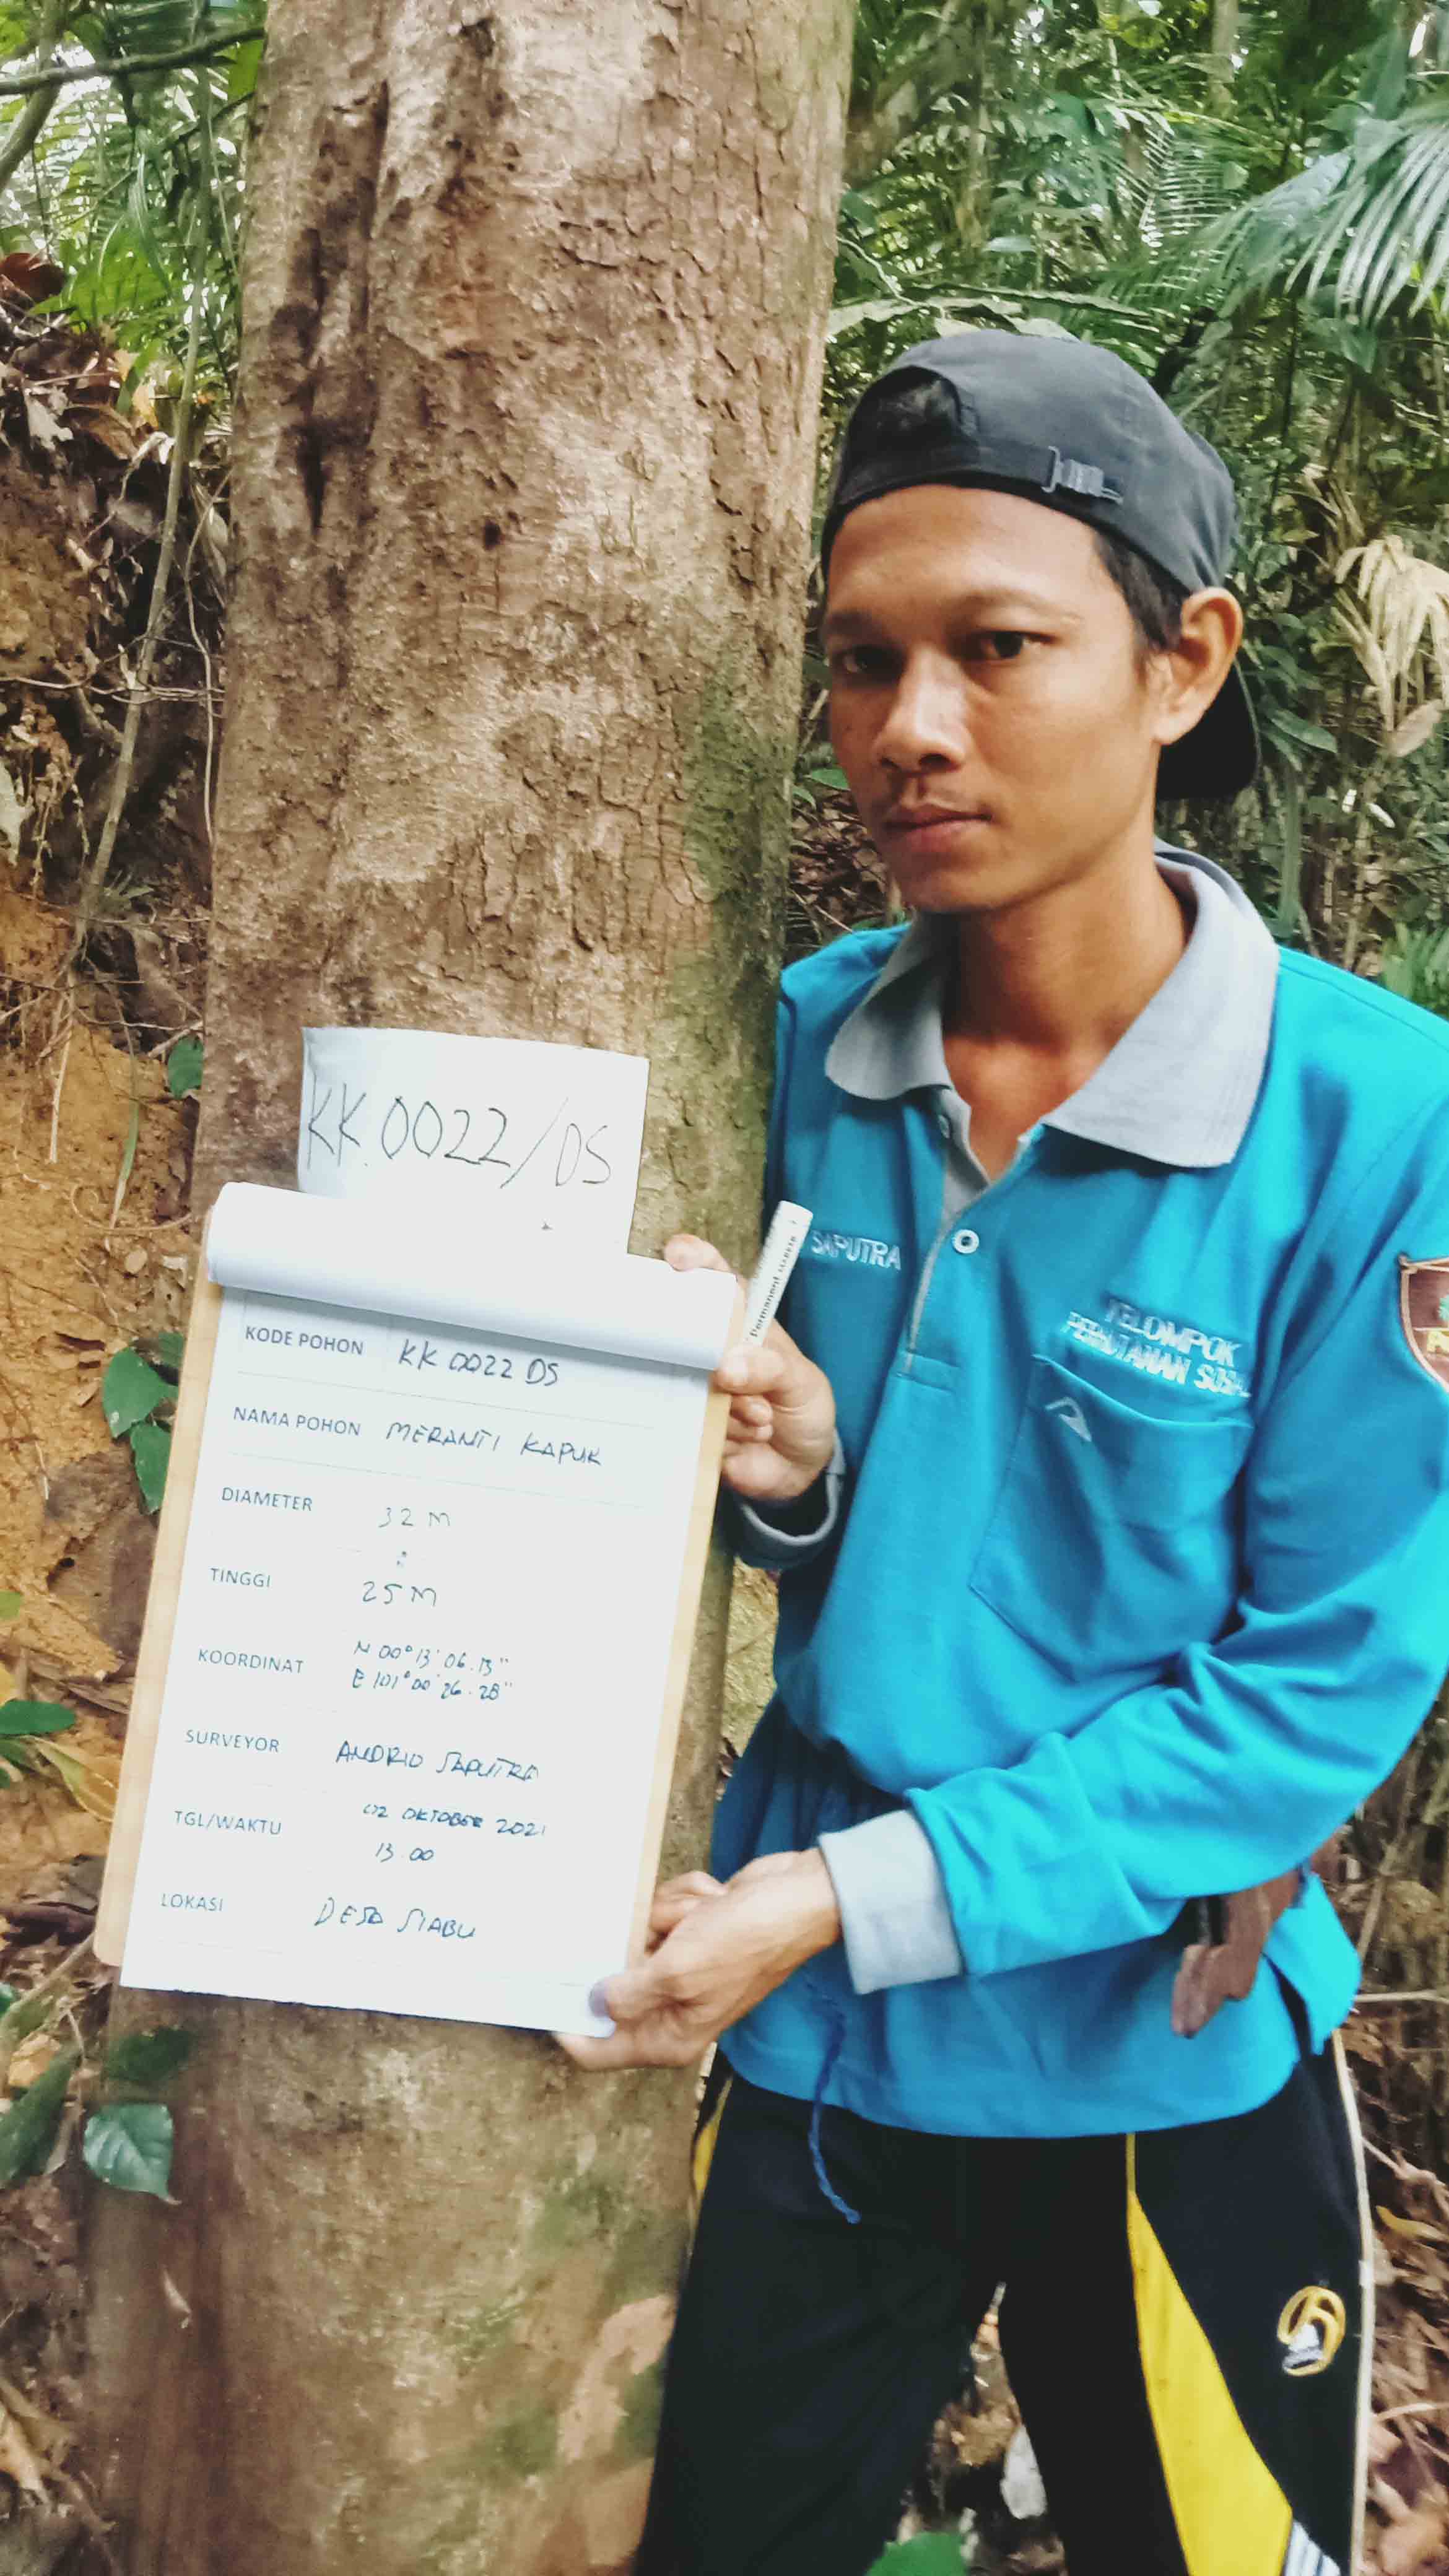 KK.0022/DS
KODE POHON KK 0022 DS
NAMA POHON MERANTI KAPUK
DIAMETER 32 M
TINGGI 25 M
KOORDINAT N 00° 13' 06.13"
E 101° 00' 26.28"
SURVEYOR ANDRIO SAPUTRA
TGL/WAKTU 02 OKTOBER 2021
13.00
LOKASI DESA SIABU
Permanent
SAPUTRA
KELOMPOK
PERHUTANAN